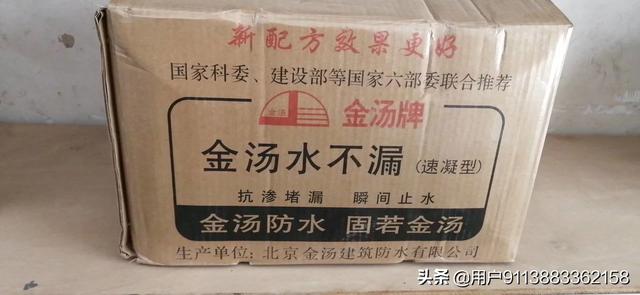 新配方效果更好
国家科委、建设部等国家六部委联合推荐
金汤
金汤牌
金汤水不漏(速凝型)
抗渗堵漏 瞬间止水
金汤防水 固若金汤
生产单位:北京金汤建筑防水有限公司
头条 @用户9113883362158